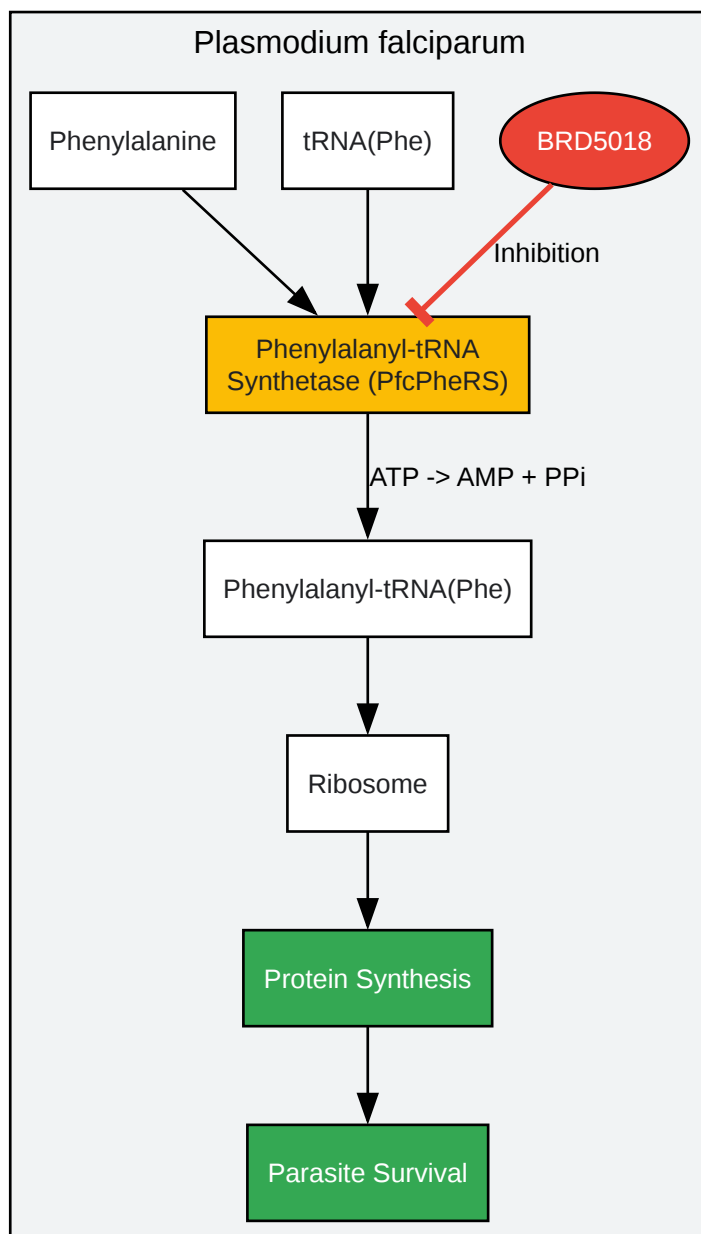 Plasmodium falciparum
Phenylalanine
tRNA(Phe)
BRD5018
Inhibition
Phenylalanyl-tRNA
Synthetase (PfcPheRS)
ATP -> AMP + PPi
Phenylalanyl-tRNA(Phe)
Ribosome
Protein Synthesis
Parasite Survival